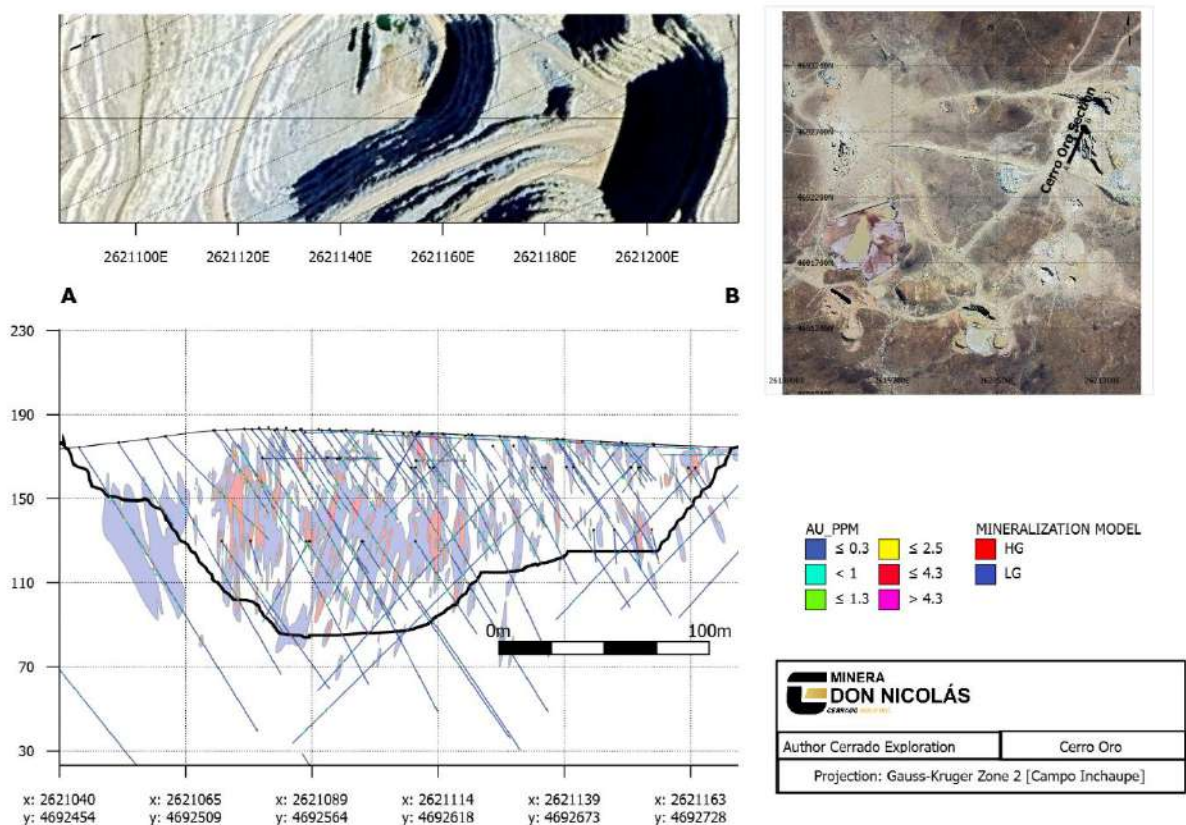 2621100E 2621120E 2621140E 2621160E 2621180E 2621200E
A B
230
190
150
110
70
30
0m 100m
x: 2621040 x: 2621065 x: 2621089 x: 2621114 x: 2621139 x: 2621163
y: 4692454 y: 4692509 y: 4692564 y: 4692618 y: 4692673 y: 4692728
Cerro Oro Section
AU_PPM MINERALIZATION MODEL
≤ 0.3 ≤ 2.5 HG
< 1 ≤ 4.3 LG
≤ 1.3 > 4.3
MINERA
DON NICOLÁS
CERRADO
Author Cerrado Exploration Cerro Oro
Projection: Gauss-Kruger Zone 2 [Campo Inchaupe]